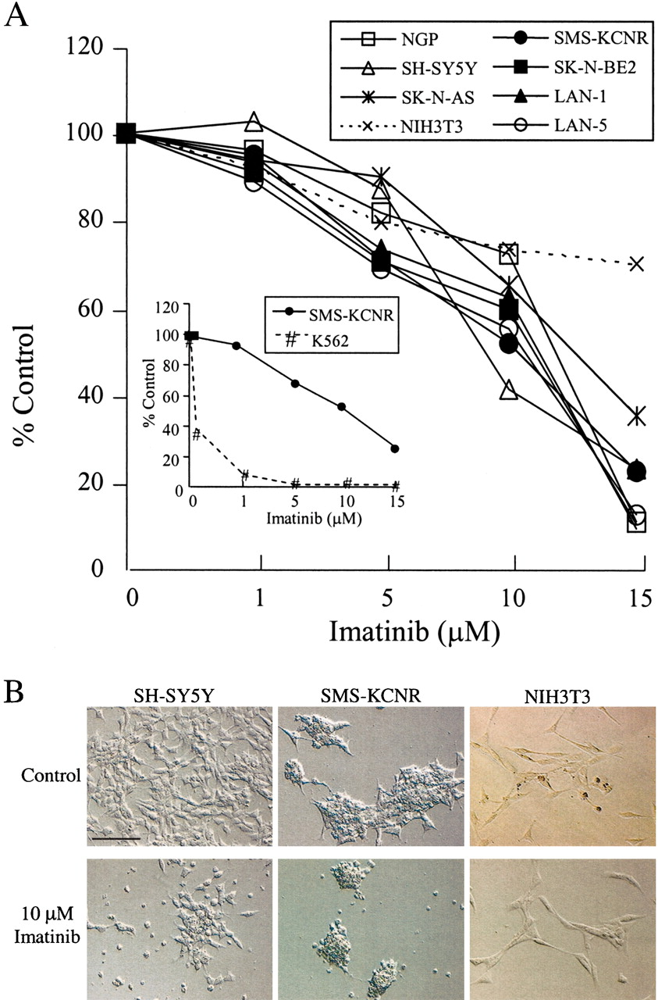 A
NGP
SH-SY5Y
SK-N-AS
NIH3T3
SMS-KCNR
SK-N-BE2
LAN-1
LAN-5
120
100
80
60
40
20
0
% Control
0 1 5 10 15
Imatinib (μM)
SMS-KCNR
# K562
120
100
80
60
40
20
0
% Control
# # # # # # #
0 1 5 10 15
Imatinib (μM)
B
SH-SY5Y SMS-KCNR NIH3T3
Control
10 μM
Imatinib